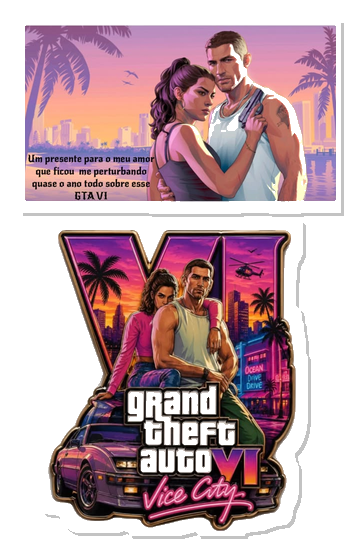 Um presente para o meu amor
que ficou me perturbando
quase o ano todo sobre esse
GTA VI
VI
OCEAN
DRIVE
DRIVE
grand
theft
auto VI
Vice City